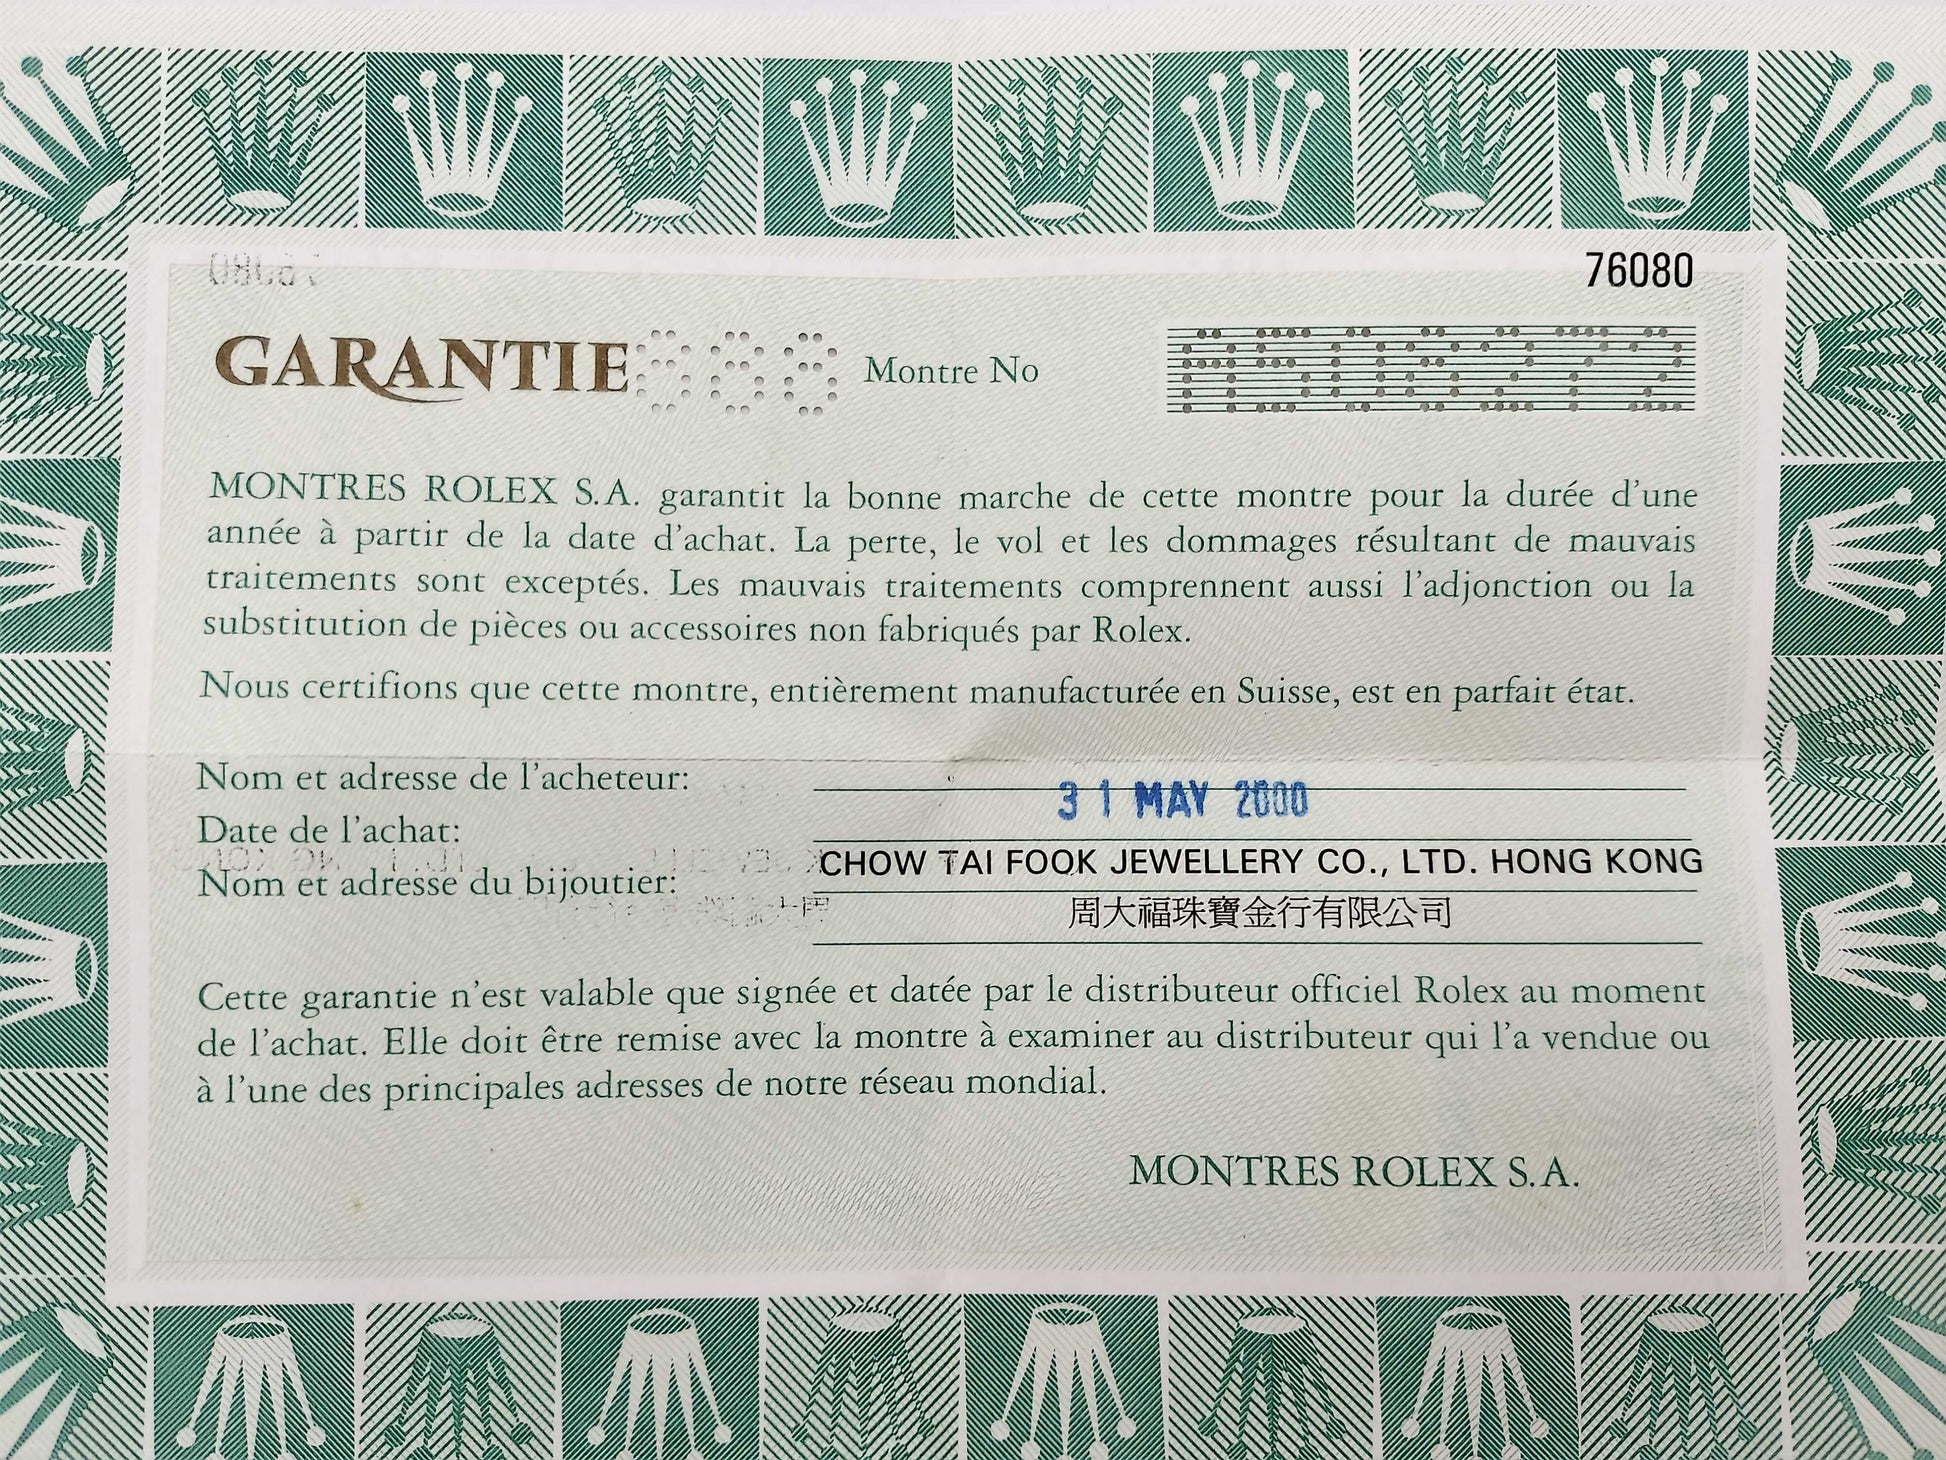 76080
GARANTIE 888 Montre No
MONTRES ROLEX S.A. garantit la bonne marche de cette montre pour la durée d'une
année à partir de la date d'achat. La perte, le vol et les dommages résultant de mauvais
traitements sont exceptés. Les mauvais traitements comprennent aussi l'adjonction ou la
substitution de pièces ou accessoires non fabriqués par Rolex.
Nous certifions que cette montre, entièrement manufacturée en Suisse, est en parfait état.
Nom et adresse de l'acheteur:
31 MAY 2000
Date de l'achat:
CHOW TAI FOOK JEWELLERY CO., LTD. HONG KONG
Nom et adresse du bijoutier:
周大福珠寶金行有限公司
Cette garantie n'est valable que signée et datée par le distributeur officiel Rolex au moment
de l'achat. Elle doit être remise avec la montre à examiner au distributeur qui l'a vendue ou
à l'une des principales adresses de notre réseau mondial.
MONTRES ROLEX S.A.